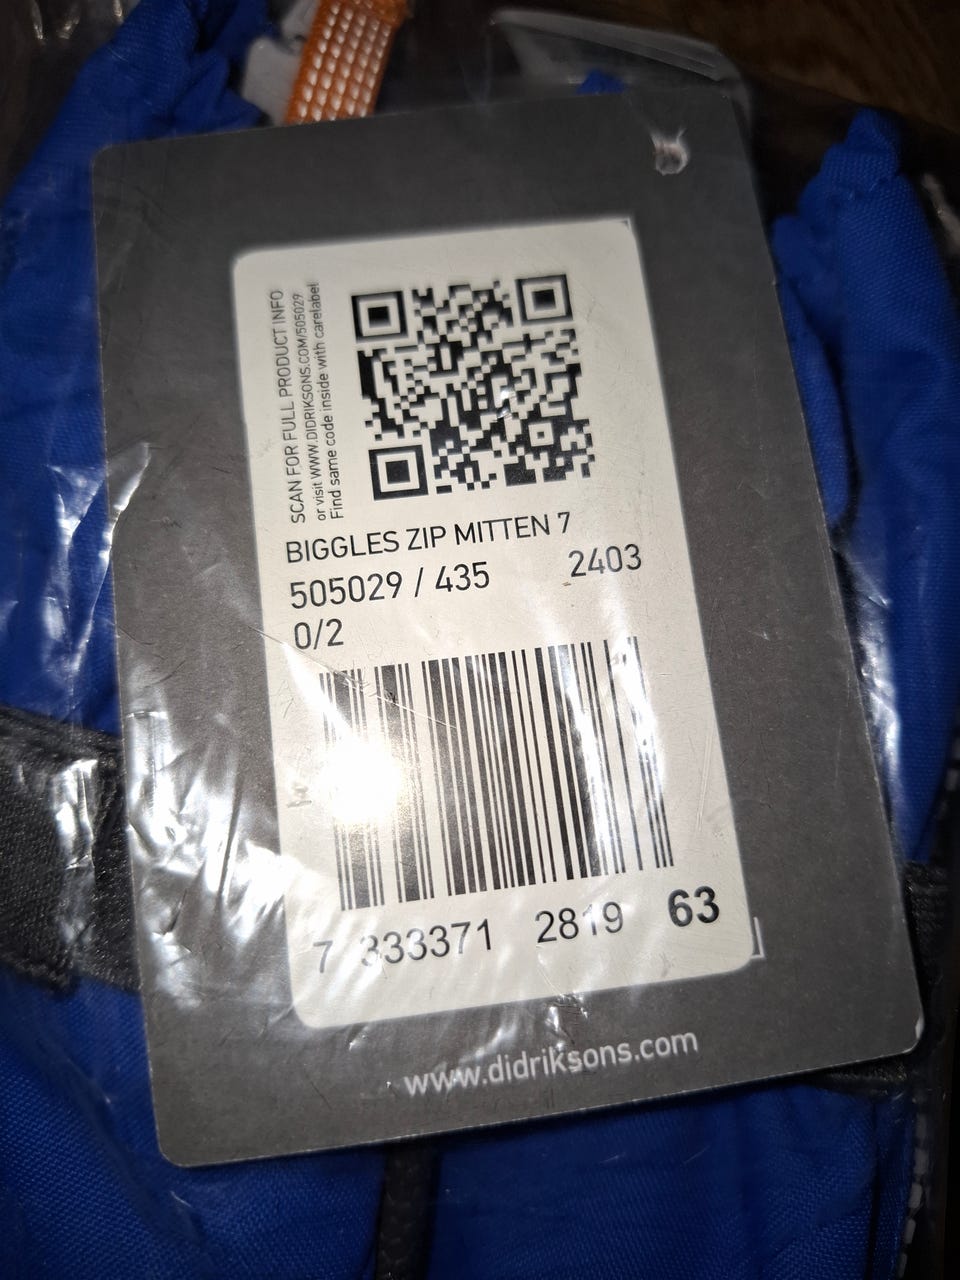 SCAN FOR FULL PRODUCT INFO
or visit WWW.DIDRIKSONS.COM/505029
Find same code inside with carelabel
BIGGLES ZIP MITTEN 7
505029 / 435 2403
0/2
7 333371 2819 63
www.didriksons.com